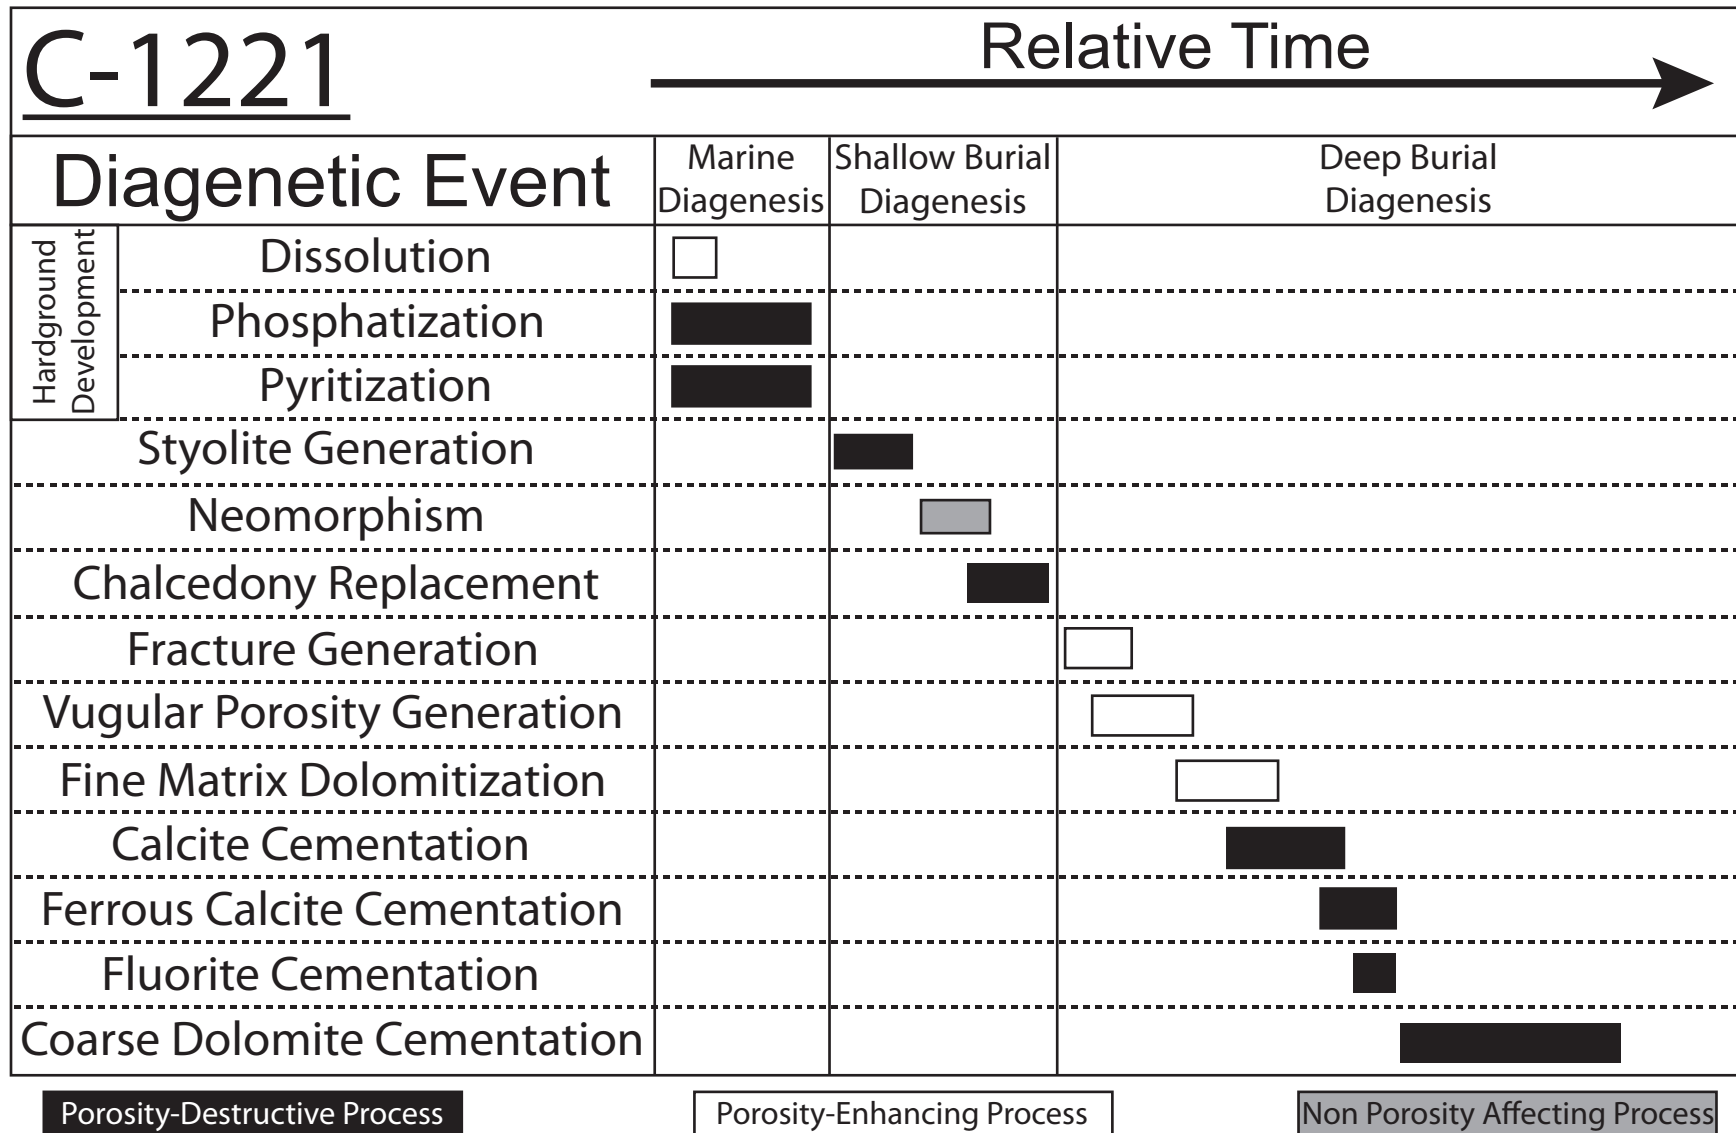 C-1221
Relative Time
Diagenetic Event
Marine
Diagenesis
Shallow Burial
Diagenesis
Deep Burial
Diagenesis
Hardground
Development
Dissolution
Phosphatization
Pyritization
Styolite Generation
Neomorphism
Chalcedony Replacement
Fracture Generation
Vugular Porosity Generation
Fine Matrix Dolomitization
Calcite Cementation
Ferrous Calcite Cementation
Fluorite Cementation
Coarse Dolomite Cementation
Porosity-Destructive Process
Porosity-Enhancing Process
Non Porosity Affecting Process